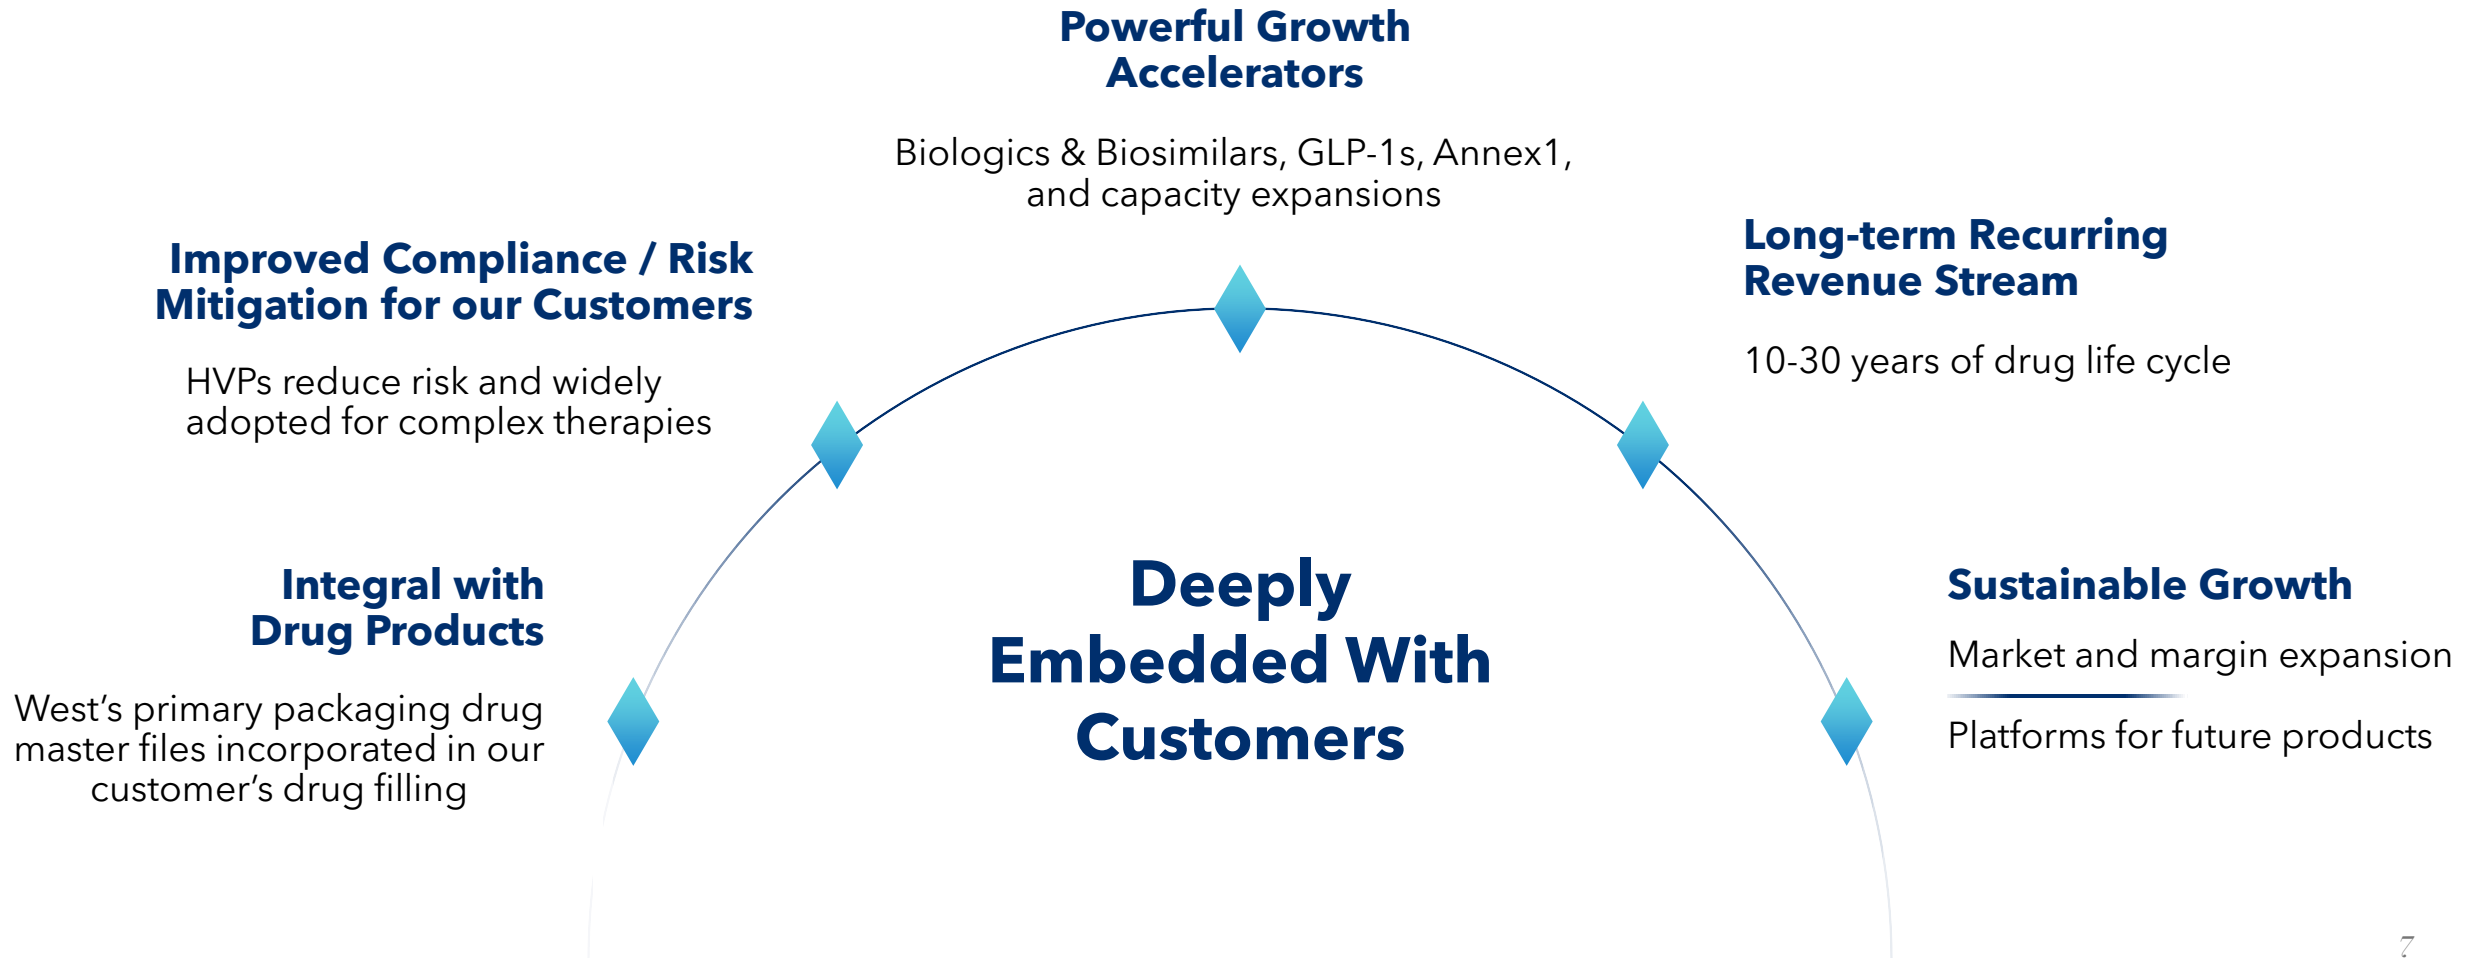 Powerful Growth
Accelerators
Biologics & Biosimilars, GLP-1s, Annex1,
and capacity expansions
Improved Compliance / Risk
Mitigation for our Customers
HVPs reduce risk and widely
adopted for complex therapies
Long-term Recurring
Revenue Stream
10-30 years of drug life cycle
Integral with
Drug Products
West’s primary packaging drug
master files incorporated in our
customer’s drug filling
Deeply
Embedded With
Customers
Sustainable Growth
Market and margin expansion
Platforms for future products
7